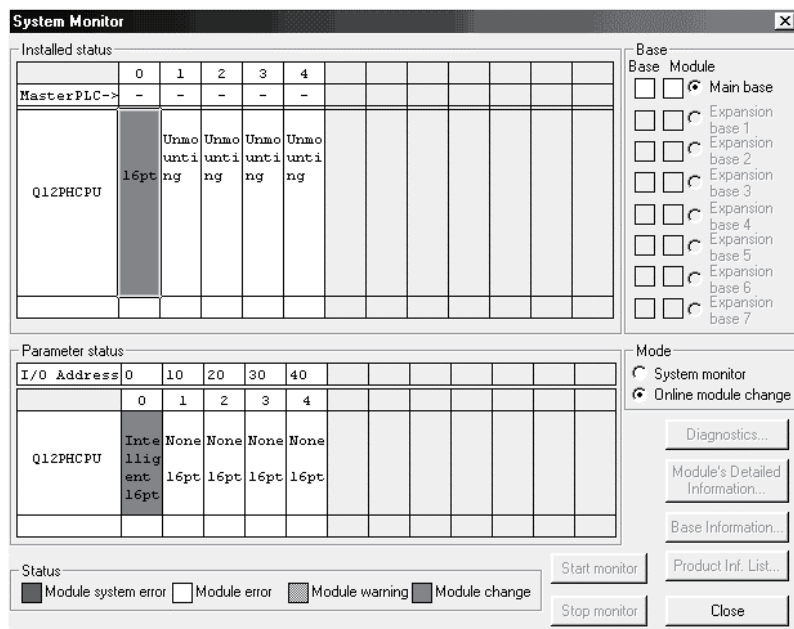 System Monitor
Installed status
0 1 2 3 4
MasterPLC-> - - - - -
Q12PHCPU
16pt
Unmo Unmo Unmo Unmo
unti unti unti unti
ng ng ng ng
Base
Base Module
Main base
Expansion
base 1
Expansion
base 2
Expansion
base 3
Expansion
base 4
Expansion
base 5
Expansion
base 6
Expansion
base 7
Parameter status
I/O Address 0 10 20 30 40
0 1 2 3 4
Q12PHCPU
Inte None None None None
llig
ent 16pt 16pt 16pt 16pt
16pt
Mode
System monitor
Online module change
Diagnostics...
Module's Detailed
Information...
Base Information...
Product Inf. List...
Close
Start monitor
Stop monitor
Status
Module system error Module error Module warning Module change